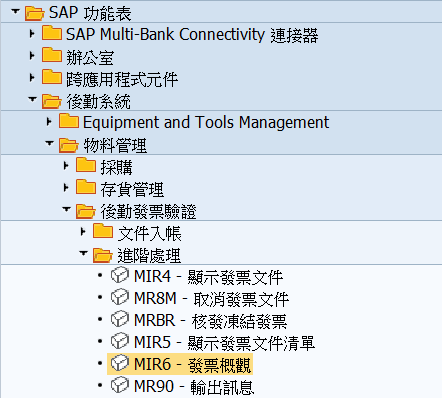 SAP 功能表
SAP Multi-Bank Connectivity 連接器
辦公室
跨應用程式元件
後勤系統
Equipment and Tools Management
物料管理
採購
存貨管理
後勤發票驗證
文件入帳
進階處理
MIR4 - 顯示發票文件
MR8M - 取消發票文件
MRBR - 核發凍結發票
MIR5 - 顯示發票文件清單
MIR6 - 發票概觀
MR90 - 輸出訊息